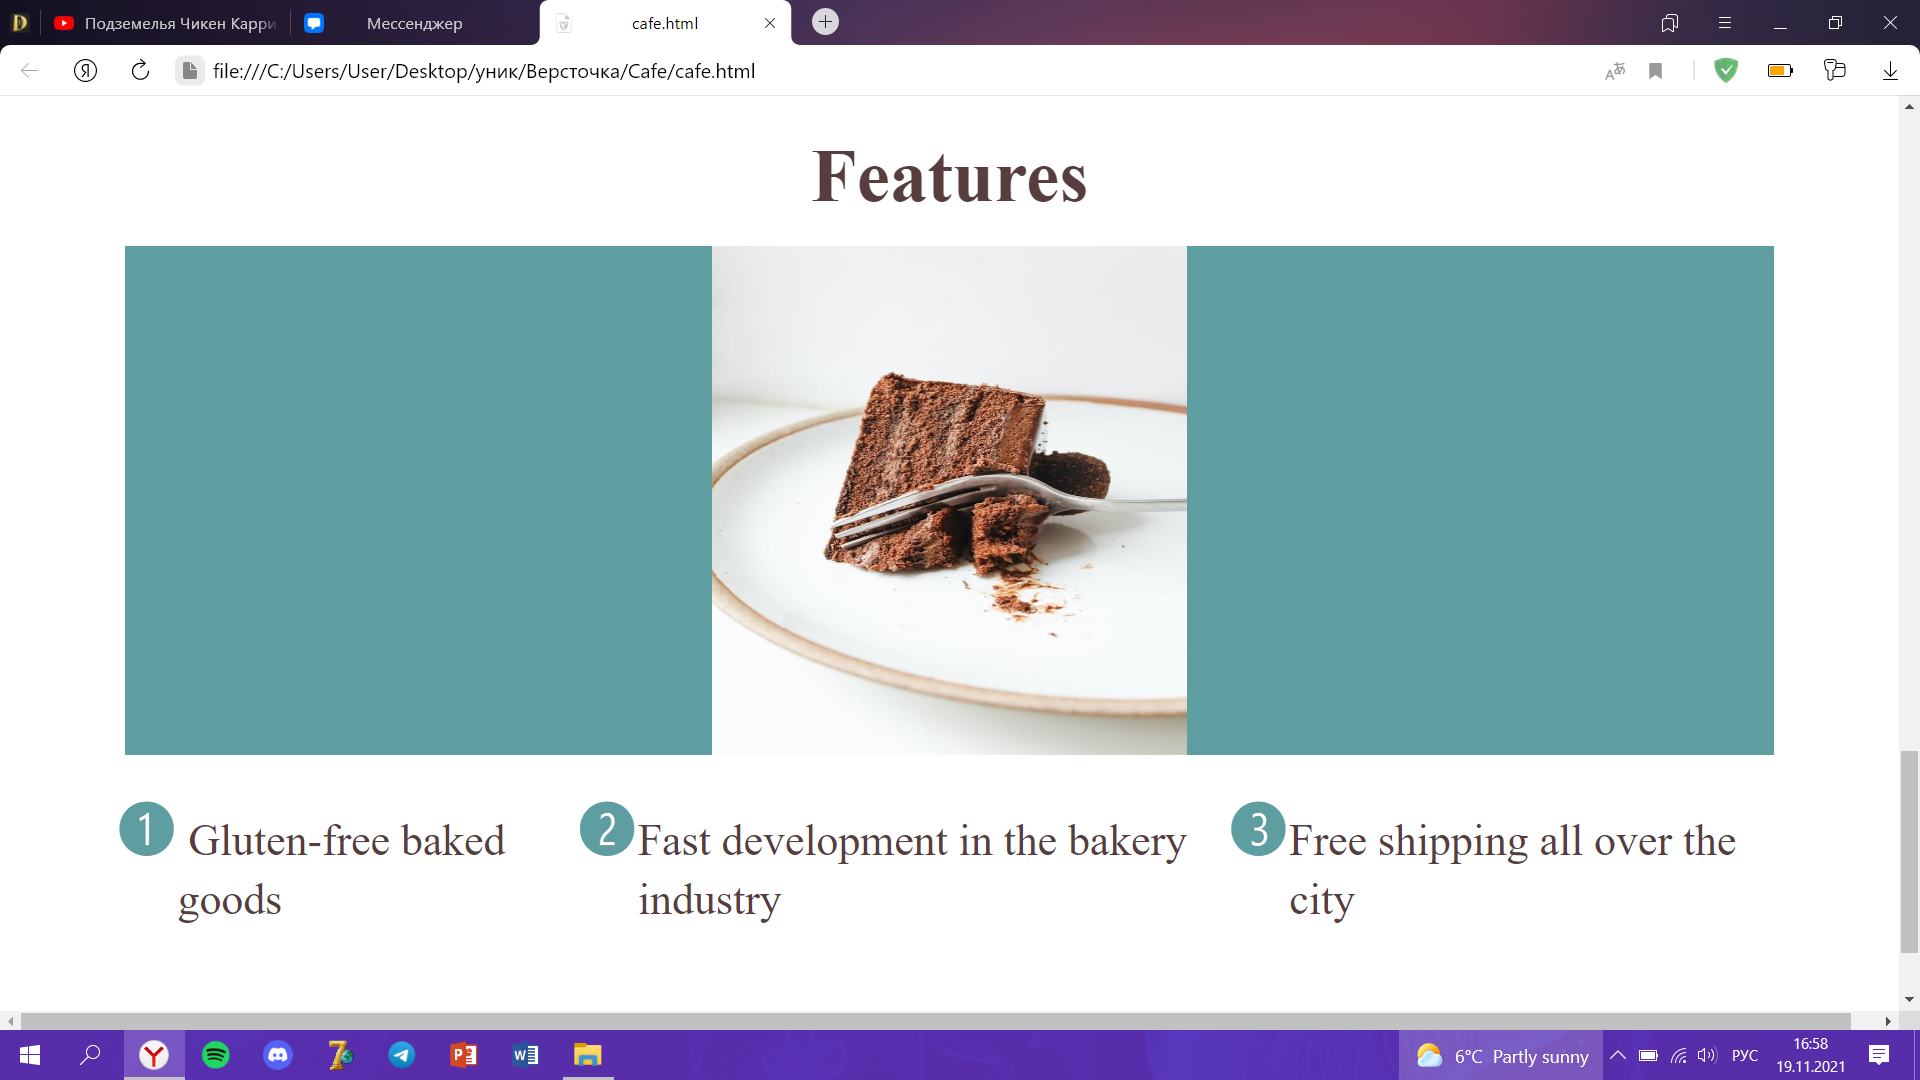 Подземелья Чикен Карри
Мессенджер
cafe.html
file:///C:/Users/User/Desktop/уник/Версточка/Cafe/cafe.html
Features
1 Gluten-free baked
goods
2 Fast development in the bakery
industry
3 Free shipping all over the
city
6°C Partly sunny
РУС
16:58
19.11.2021